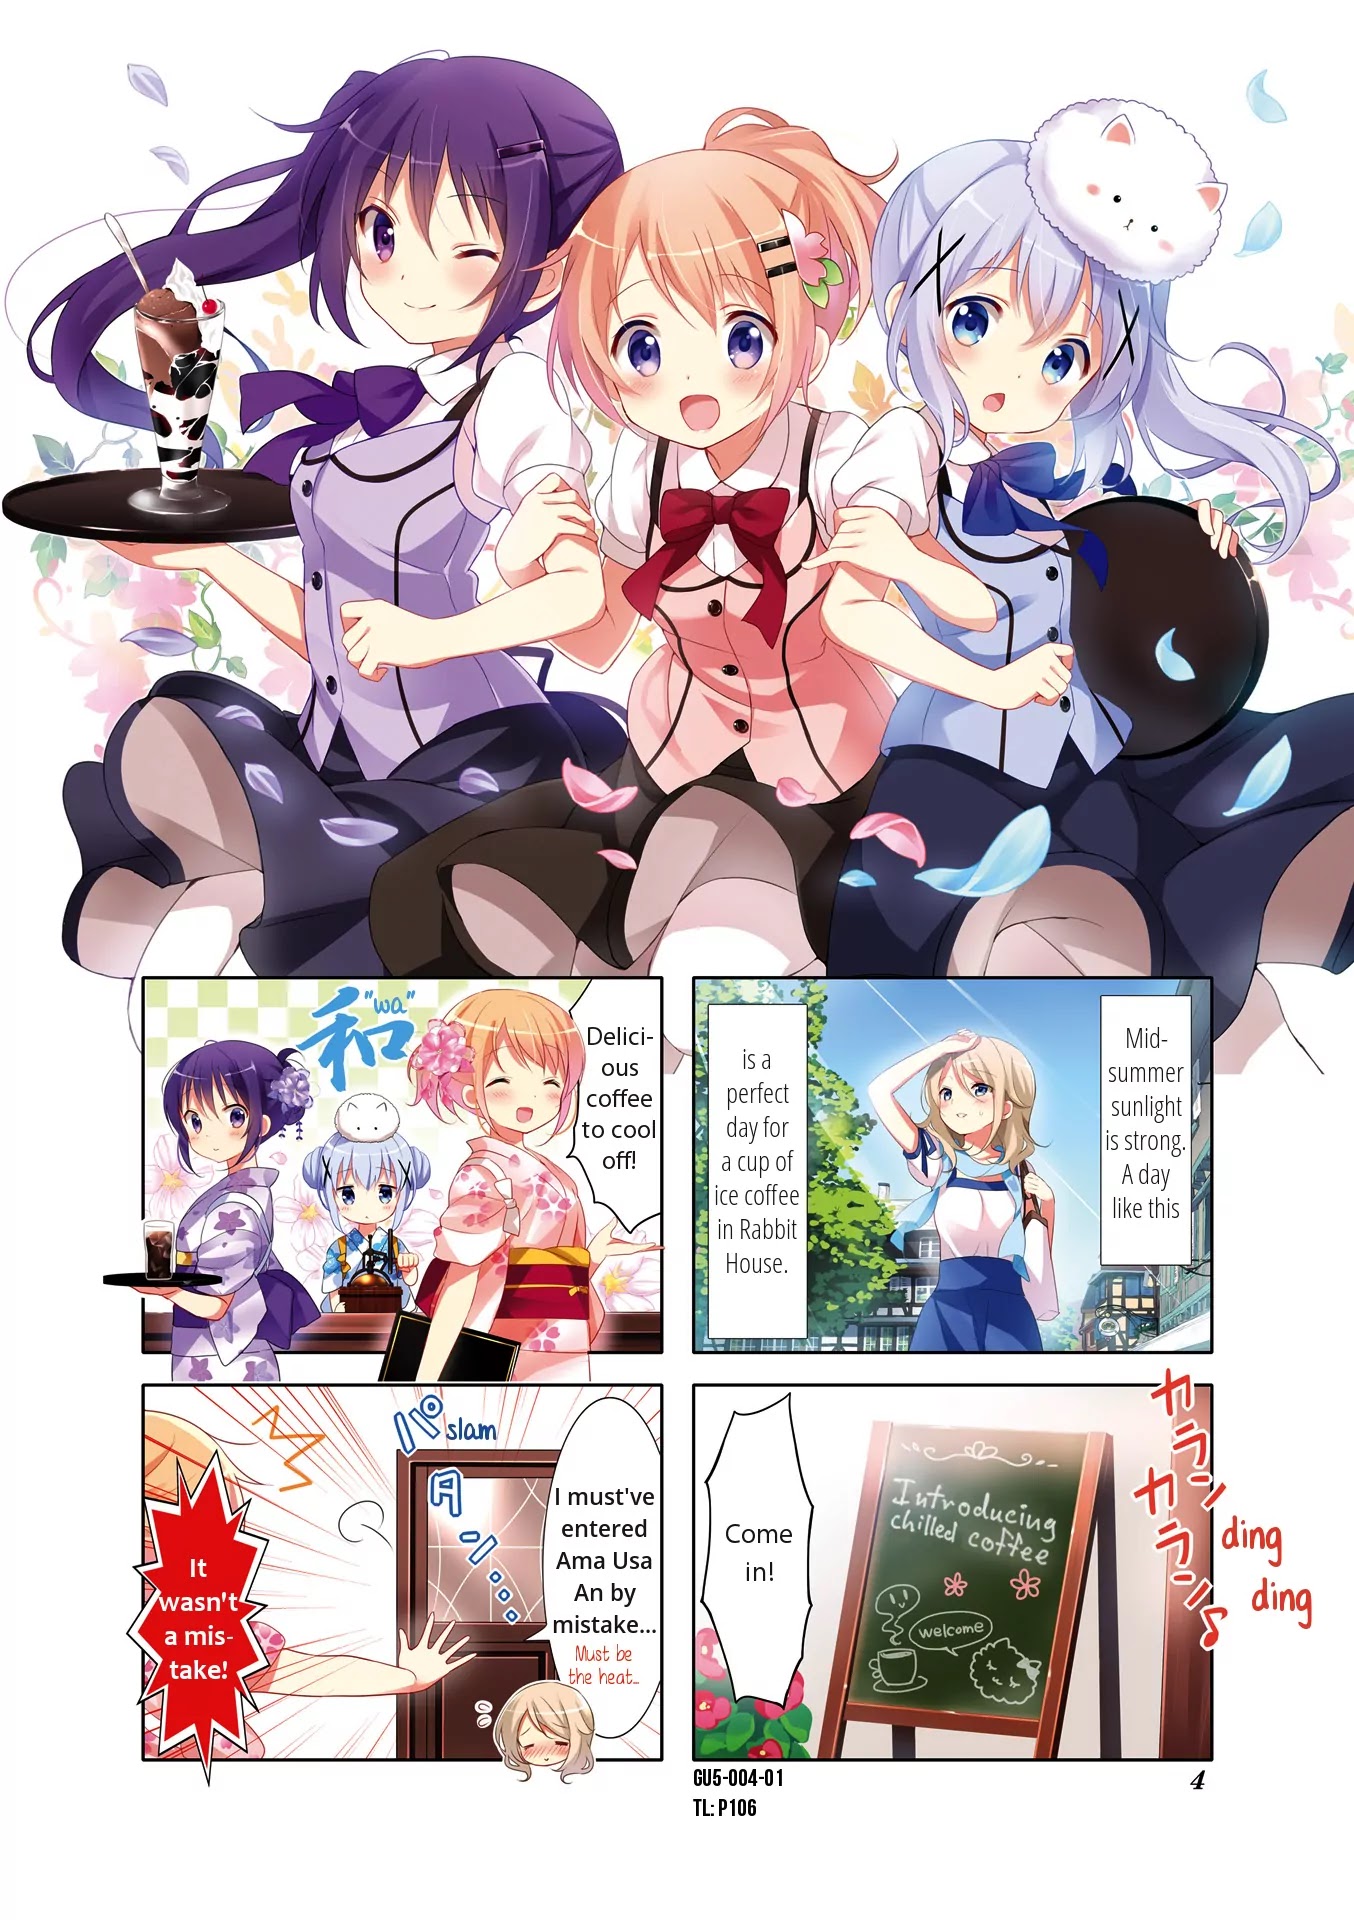 Mid-
summer
sunlight
is strong.
A day
like this
is a
perfect
day for
a cup of
ice coffee
in Rabbit
House.
カランカラン♪
ding
ding
Introducing
chilled coffee
welcome
Come
in!
Delici-
ous
coffee
to cool
off!
和
"wa"
I must've
entered
Ama Usa
An by
mistake...
Must be
the heat...
パタン...
slam
It
wasn't
a mis-
take!
GU5-004-01
TL: P106
4